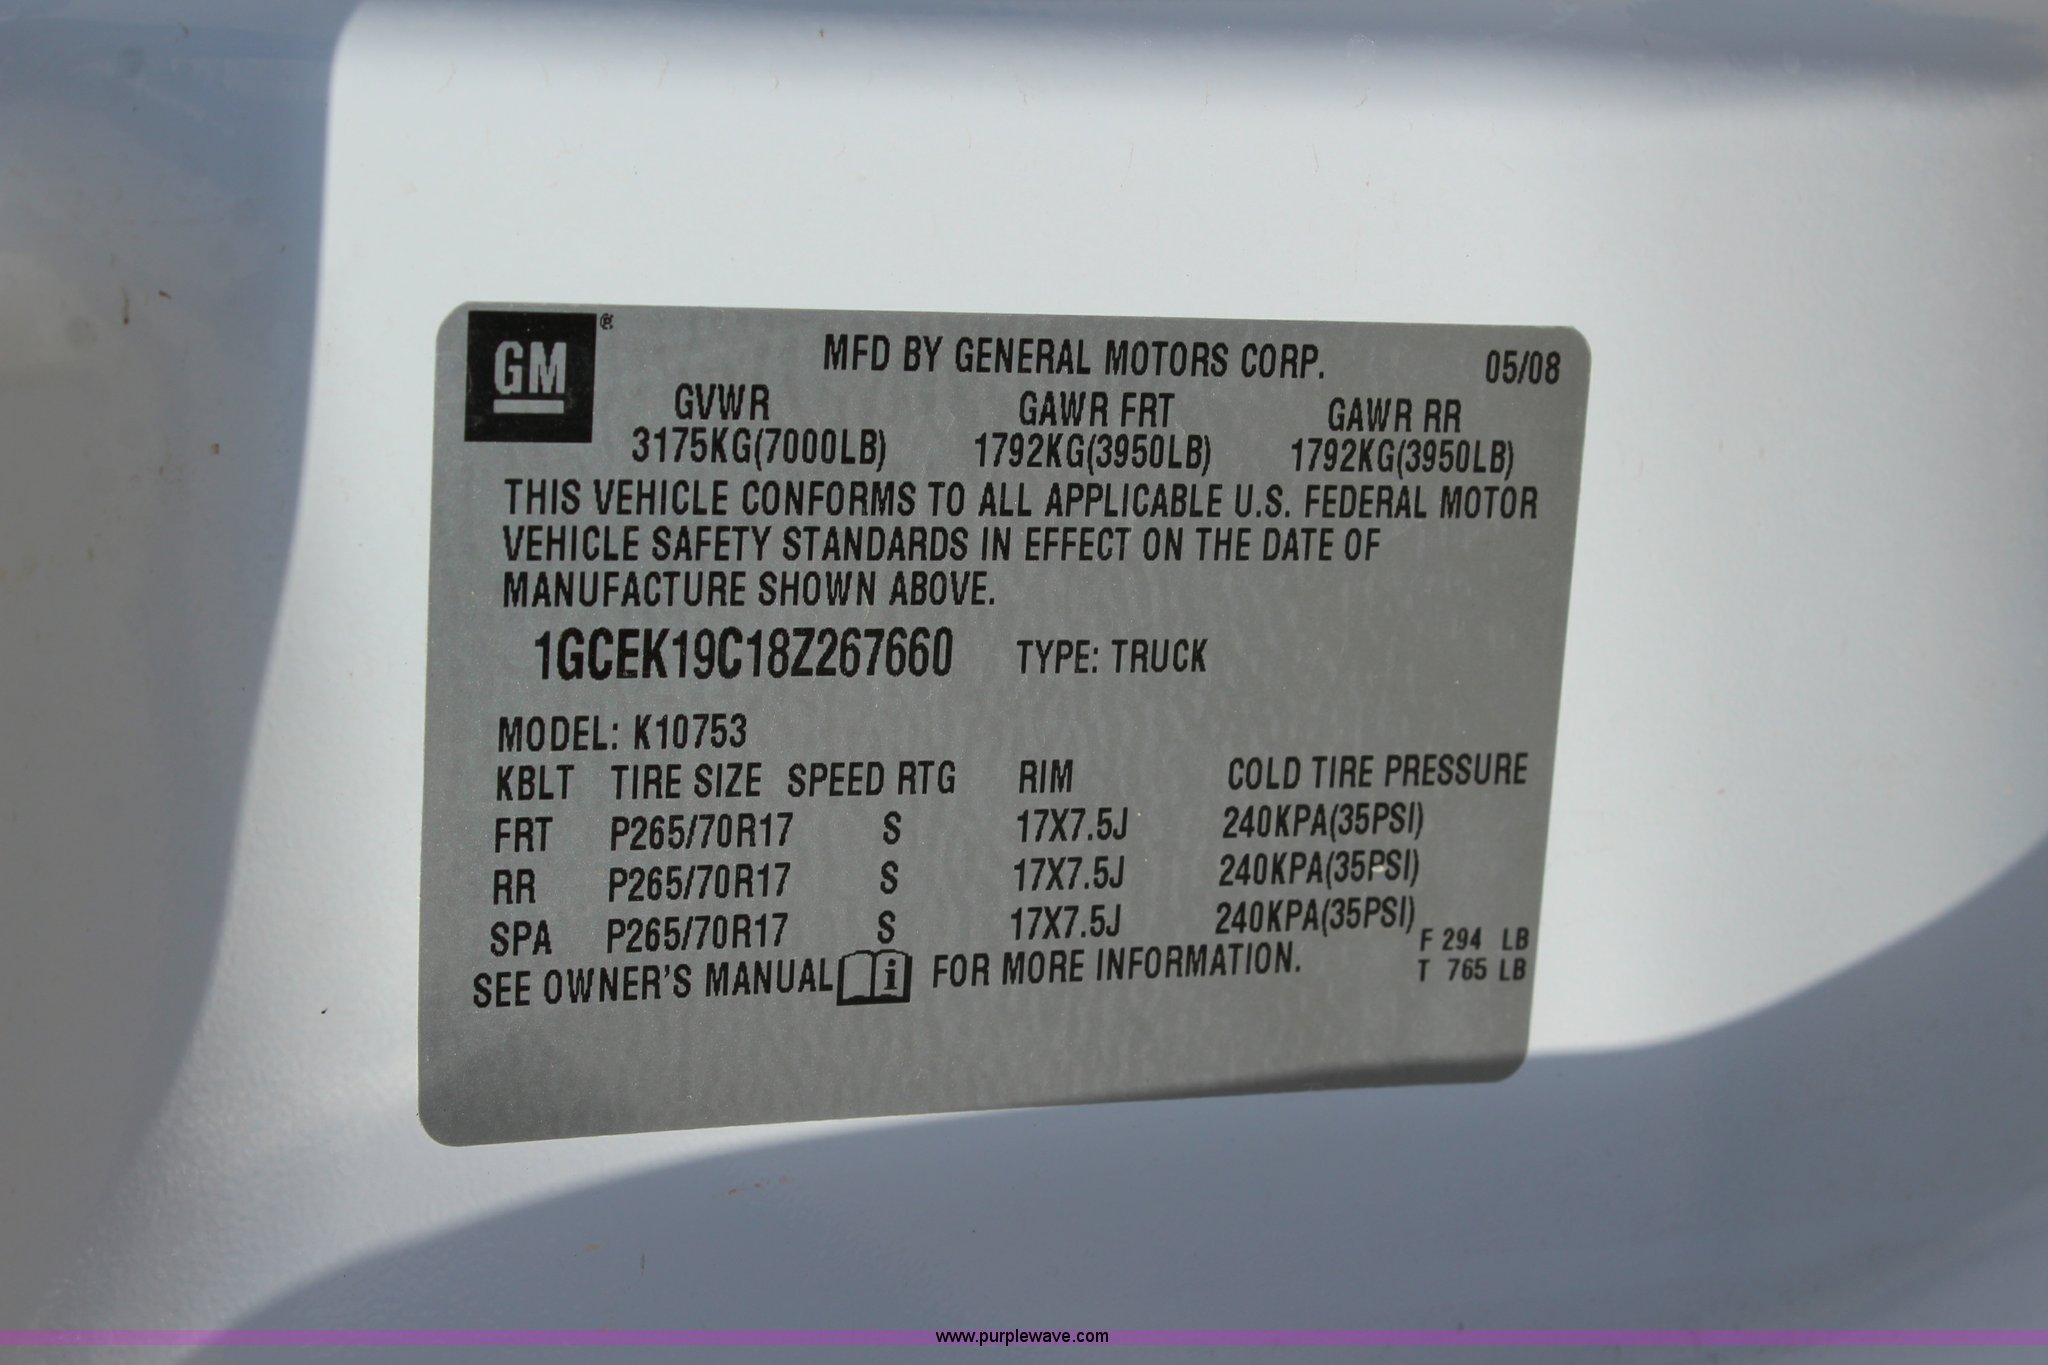 GM ®
MFD BY GENERAL MOTORS CORP. 05/08
GVWR GAWR FRT GAWR RR
3175KG(7000LB) 1792KG(3950LB) 1792KG(3950LB)
THIS VEHICLE CONFORMS TO ALL APPLICABLE U.S. FEDERAL MOTOR
VEHICLE SAFETY STANDARDS IN EFFECT ON THE DATE OF
MANUFACTURE SHOWN ABOVE.
1GCEK19C18Z267660 TYPE: TRUCK
MODEL: K10753
KBLT TIRE SIZE SPEED RTG RIM COLD TIRE PRESSURE
FRT P265/70R17 S 17X7.5J 240KPA(35PSI)
RR P265/70R17 S 17X7.5J 240KPA(35PSI)
SPA P265/70R17 S 17X7.5J 240KPA(35PSI)
F 294 LB
T 765 LB
SEE OWNER'S MANUAL i FOR MORE INFORMATION.
www.purplewave.com